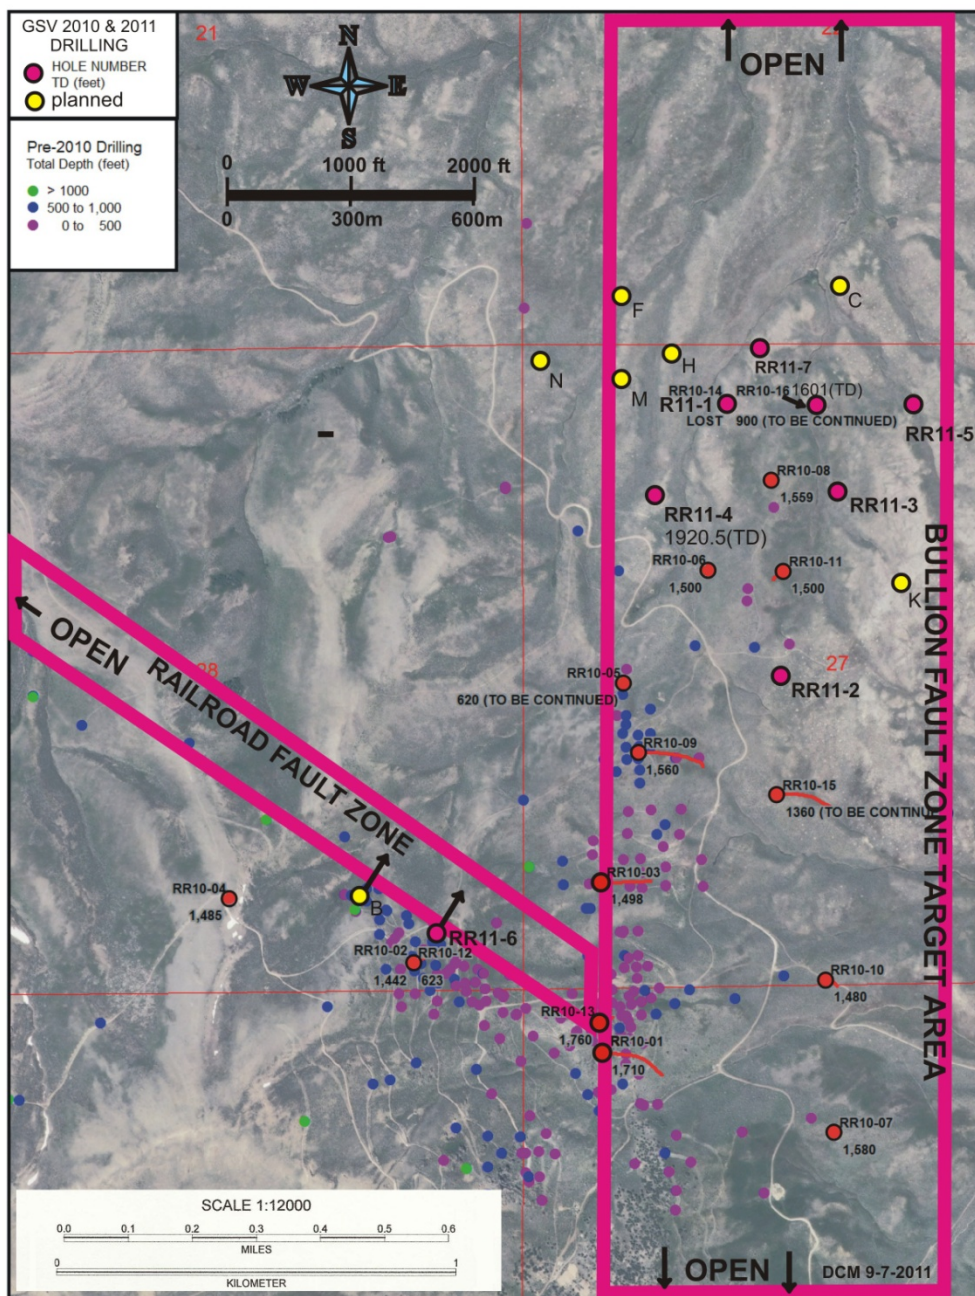 GSV 2010 & 2011
DRILLING
HOLE NUMBER
TD (feet)
planned
Pre-2010 Drilling
Total Depth (feet)
> 1000
500 to 1,000
0 to 500
21
N
W E
S
0 1000 ft 2000 ft
0 300m 600m
OPEN
C
F
H
N
M
RR11-7
RR10-14 RR10-16 1601(TD)
R11-1
LOST 900 (TO BE CONTINUED)
RR11-5
RR10-08
1,559
RR11-3
RR11-4
1920.5(TD)
RR10-06
1,500
RR10-11
1,500
K
BULLION FAULT ZONE TARGET AREA
OPEN
RAILROAD FAULT ZONE
28
27
RR10-05
620 (TO BE CONTINUED)
RR11-2
RR10-09
1,560
RR10-15
1360 (TO BE CONTINUE
RR10-03
1,498
RR10-04
1,485
B
RR11-6
RR10-02 RR10-12
1,442 623
RR10-10
1,480
RR10-13
1,760
RR10-01
1,710
RR10-07
1,580
SCALE 1:12000
0.0 0.1 0.2 0.3 0.4 0.5 0.6
MILES
0 1
KILOMETER
OPEN
DCM 9-7-2011